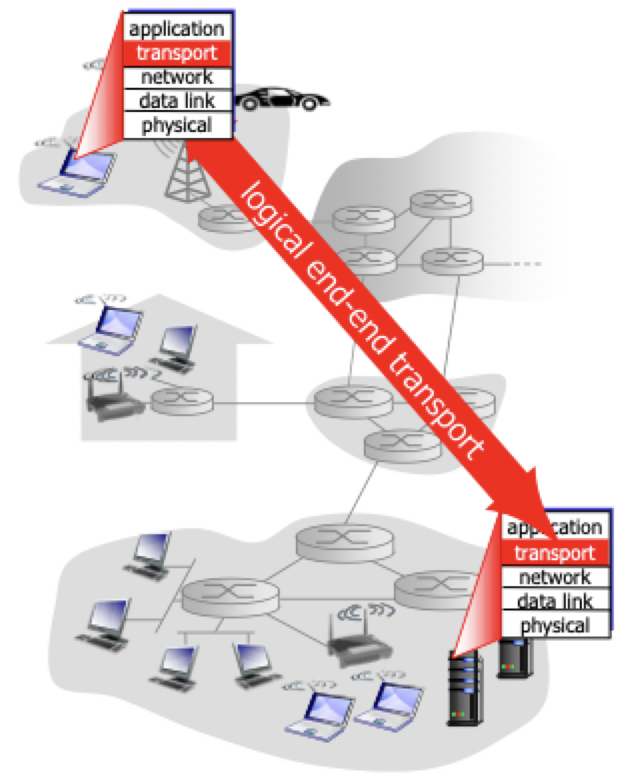 application
transport
network
data link
physical
logical end-end transport
application
transport
network
data link
physical